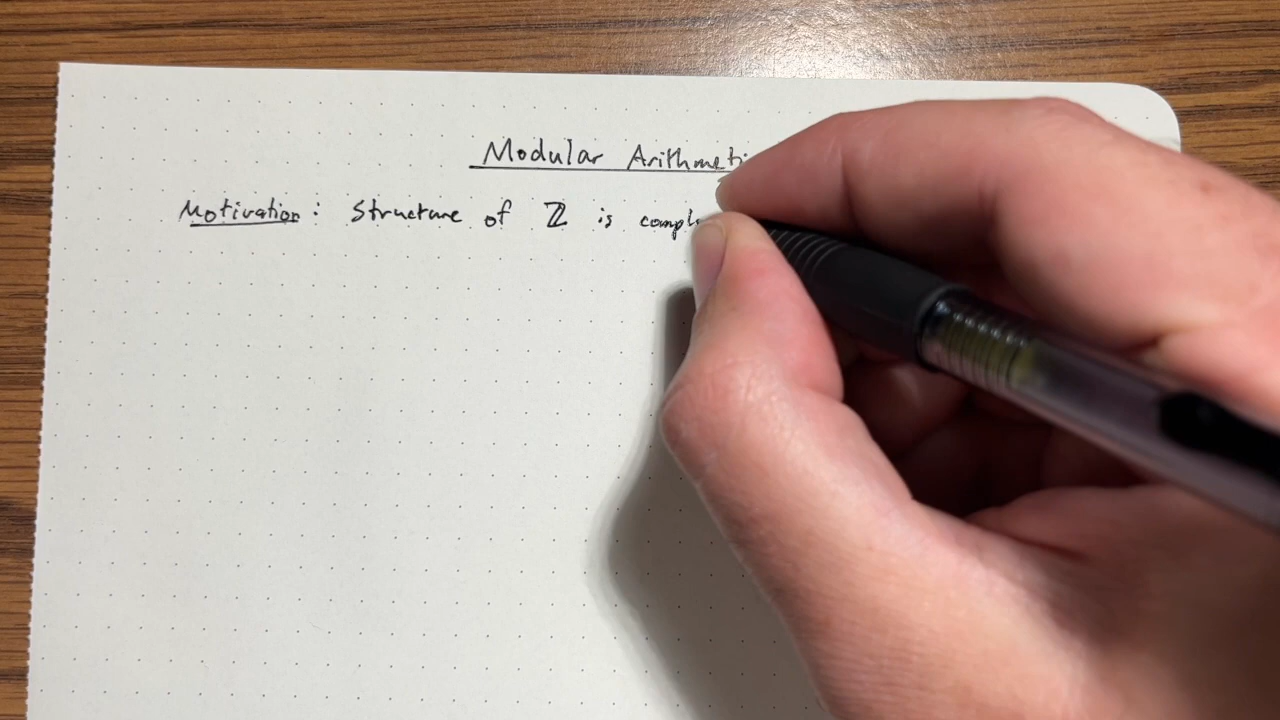 Modular Arithmeti
Motivation: Structure of ℤ is compl